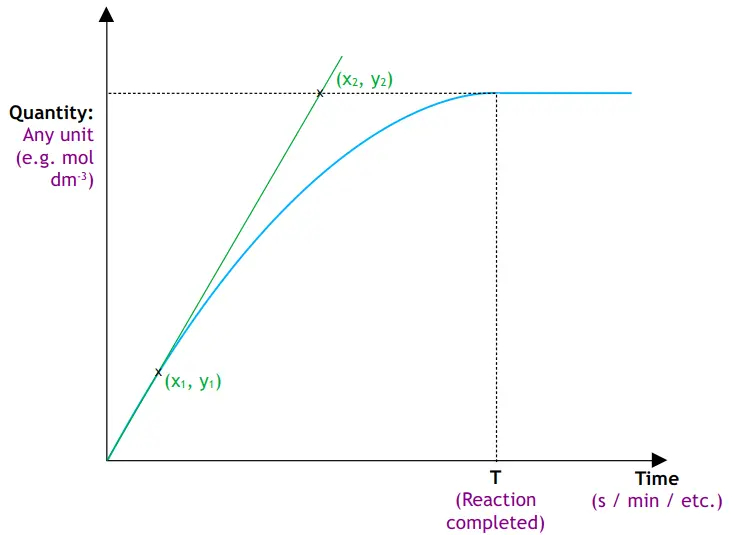 (x₂, y₂)
Quantity:
Any unit
(e.g. mol
dm⁻³)
x
x
(x₁, y₁)
T
(Reaction
completed)
Time
(s / min / etc.)